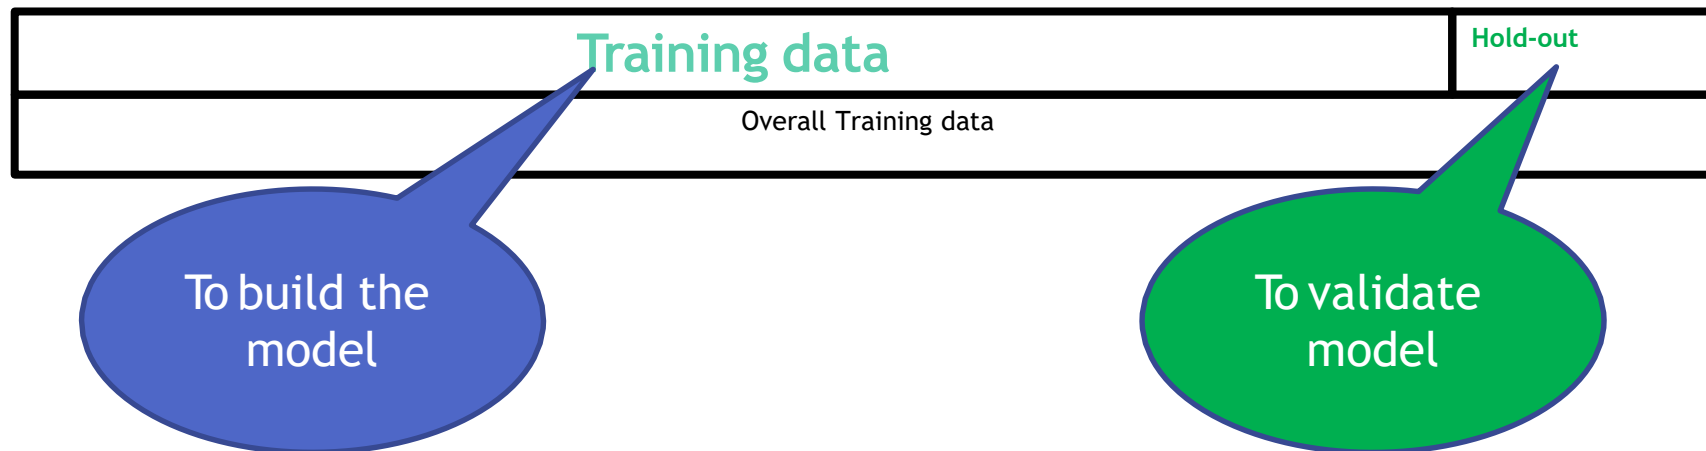 Training data
Hold-out
Overall Training data
To build the
model
To validate
model